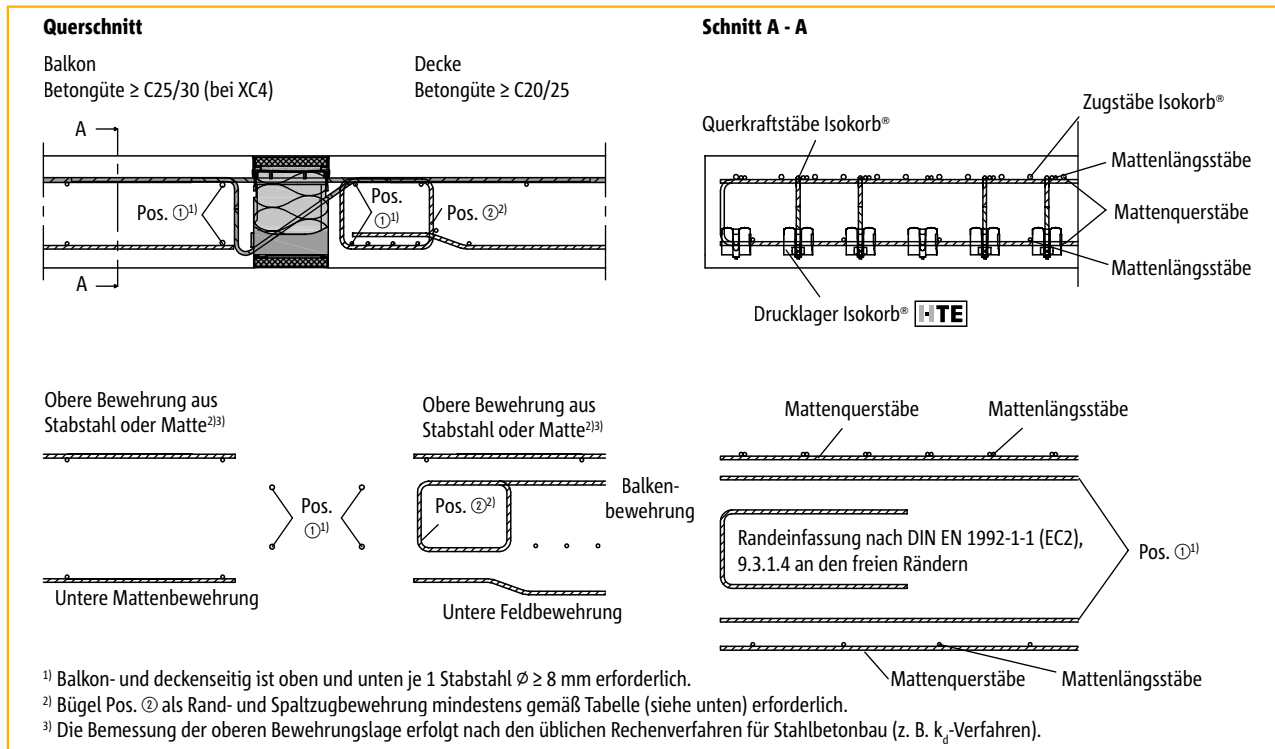 Querschnitt
Balkon
Betongüte ≥ C25/30 (bei XC4)
Decke
Betongüte ≥ C20/25
A
Pos. ①¹⁾
Pos.
①¹⁾
Pos. ②²⁾
A
Schnitt A - A
Querkraftstäbe Isokorb®
Zugstäbe Isokorb®
Mattenlängsstäbe
Mattenquerstäbe
Mattenlängsstäbe
Drucklager Isokorb® HTE
Obere Bewehrung aus
Stabstahl oder Matte²⁾³⁾
Pos.
①¹⁾
Untere Mattenbewehrung
Obere Bewehrung aus
Stabstahl oder Matte²⁾³⁾
Pos. ②²⁾
Balken-
bewehrung
Untere Feldbewehrung
Mattenquerstäbe
Mattenlängsstäbe
Randeinfassung nach DIN EN 1992-1-1 (EC2),
9.3.1.4 an den freien Rändern
Pos. ①¹⁾
Mattenquerstäbe
Mattenlängsstäbe
¹⁾ Balkon- und deckenseitig ist oben und unten je 1 Stabstahl Ø ≥ 8 mm erforderlich.
²⁾ Bügel Pos. ② als Rand- und Spaltzugbewehrung mindestens gemäß Tabelle (siehe unten) erforderlich.
³⁾ Die Bemessung der oberen Bewehrungslage erfolgt nach den üblichen Rechenverfahren für Stahlbetonbau (z. B. k_d-Verfahren).